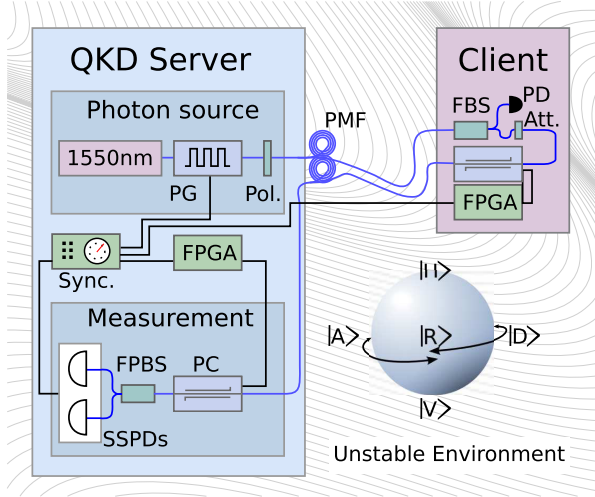 QKD Server
Photon source
1550nm
PG
Pol.
PMF
Client
FBS
PD
Att.
FPGA
Sync.
FPGA
Measurement
FPBS
PC
SSPDs
|H>
|A>
|R>
|D>
|V>
Unstable Environment